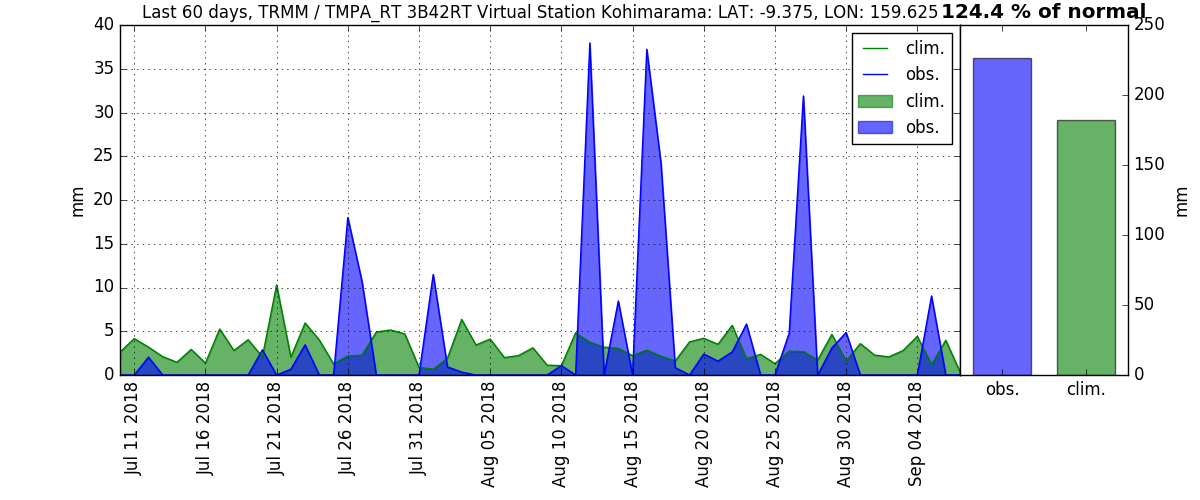 Last 60 days, TRMM / TMPA_RT 3B42RT Virtual Station Kohimarama: LAT: -9.375, LON: 159.625
124.4 % of normal
40
35
30
25
20
15
10
5
0
mm
clim.
obs.
clim.
obs.
250
200
150
100
50
0
mm
obs.
clim.
Jul 11 2018
Jul 16 2018
Jul 21 2018
Jul 26 2018
Jul 31 2018
Aug 05 2018
Aug 10 2018
Aug 15 2018
Aug 20 2018
Aug 25 2018
Aug 30 2018
Sep 04 2018